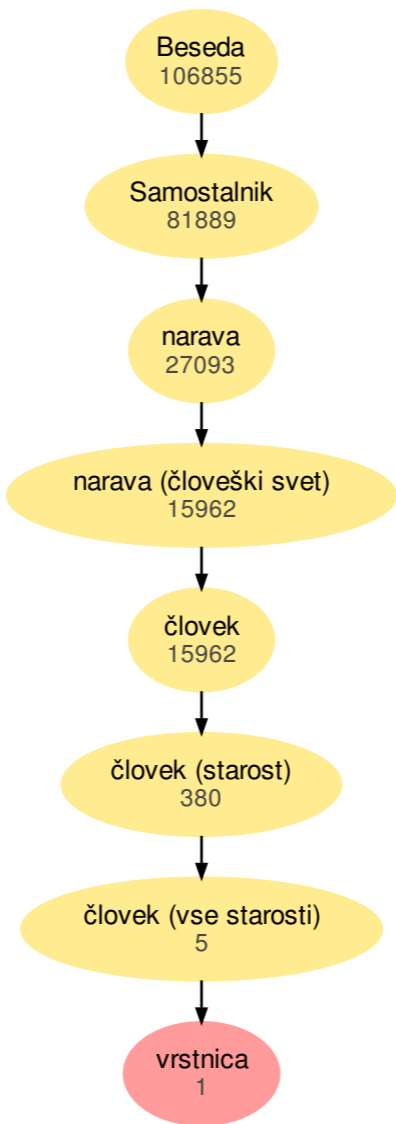 Beseda
106855
Samostalnik
81889
narava
27093
narava (človeški svet)
15962
človek
15962
človek (starost)
380
človek (vse starosti)
5
vrstnica
1